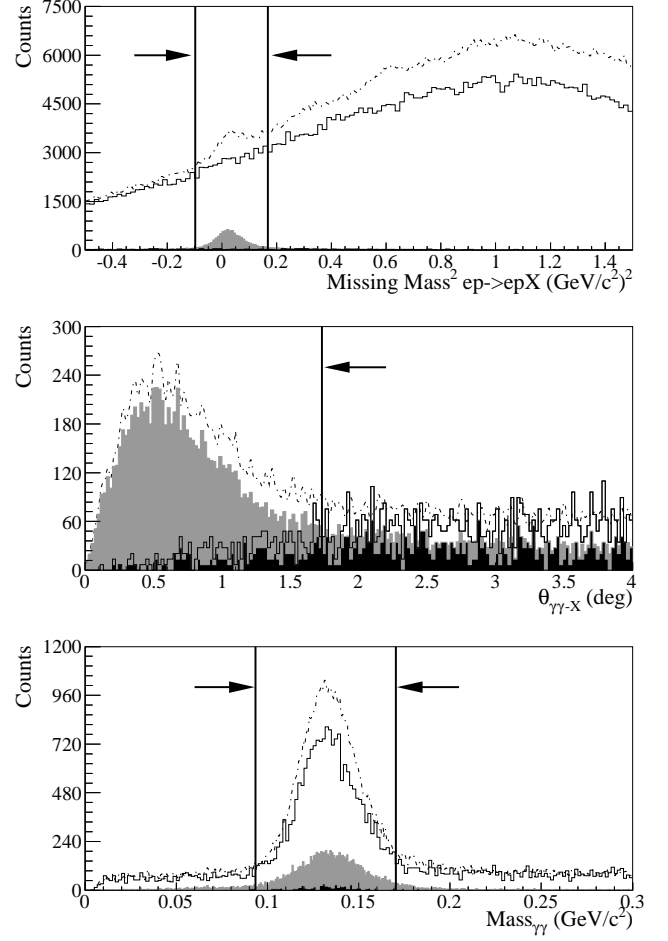 Counts
7500
6000
4500
3000
1500
0
-0.4 -0.2 0 0.2 0.4 0.6 0.8 1 1.2 1.4
Missing Mass² ep->epX (GeV/c²)²
Counts
300
240
180
120
60
0
0 0.5 1 1.5 2 2.5 3 3.5 4
θγγ-X (deg)
Counts
1200
960
720
480
240
0
0 0.05 0.1 0.15 0.2 0.25 0.3
Massγγ (GeV/c²)